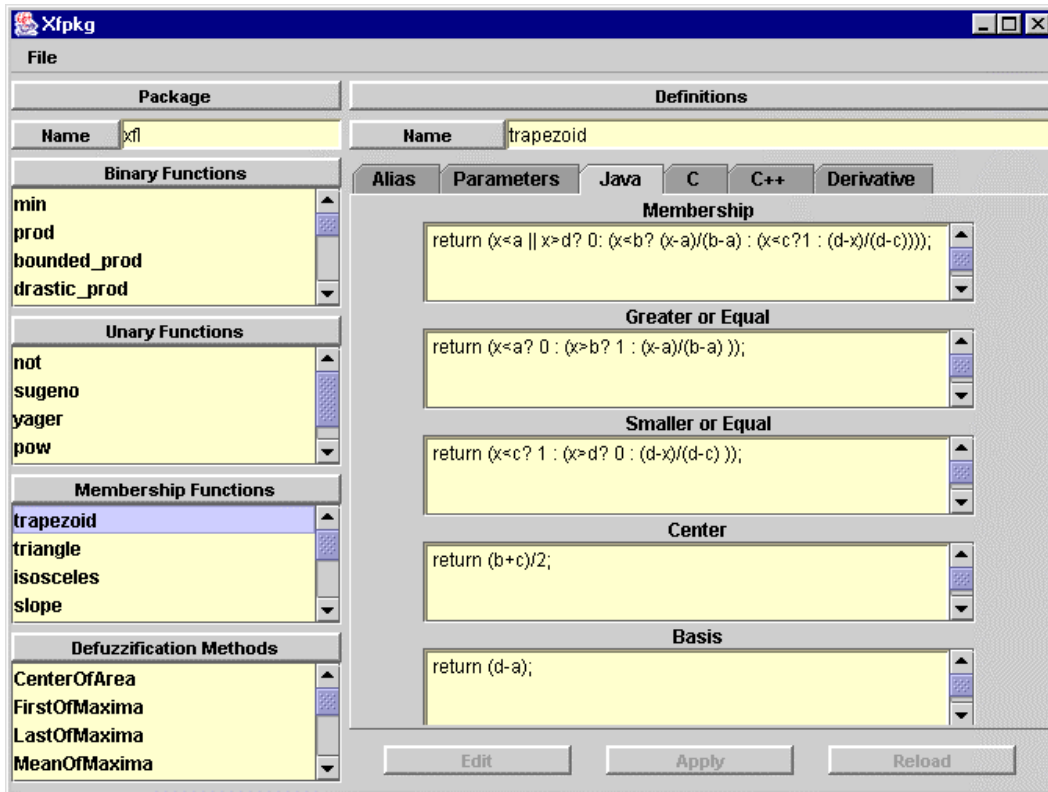 Xfpkg
File
Package
Name xfl
Binary Functions
min
prod
bounded_prod
drastic_prod
Unary Functions
not
sugeno
yager
pow
Membership Functions
trapezoid
triangle
isosceles
slope
Defuzzification Methods
CenterOfArea
FirstOfMaxima
LastOfMaxima
MeanOfMaxima
Definitions
Name trapezoid
Alias Parameters Java C C++ Derivative
Membership
return (x<a || x>d? 0: (x<b? (x-a)/(b-a) : (x<c?1 : (d-x)/(d-c))));
Greater or Equal
return (x<a? 0 : (x>b? 1 : (x-a)/(b-a) ));
Smaller or Equal
return (x<c? 1 : (x>d? 0 : (d-x)/(d-c) ));
Center
return (b+c)/2;
Basis
return (d-a);
Edit Apply Reload